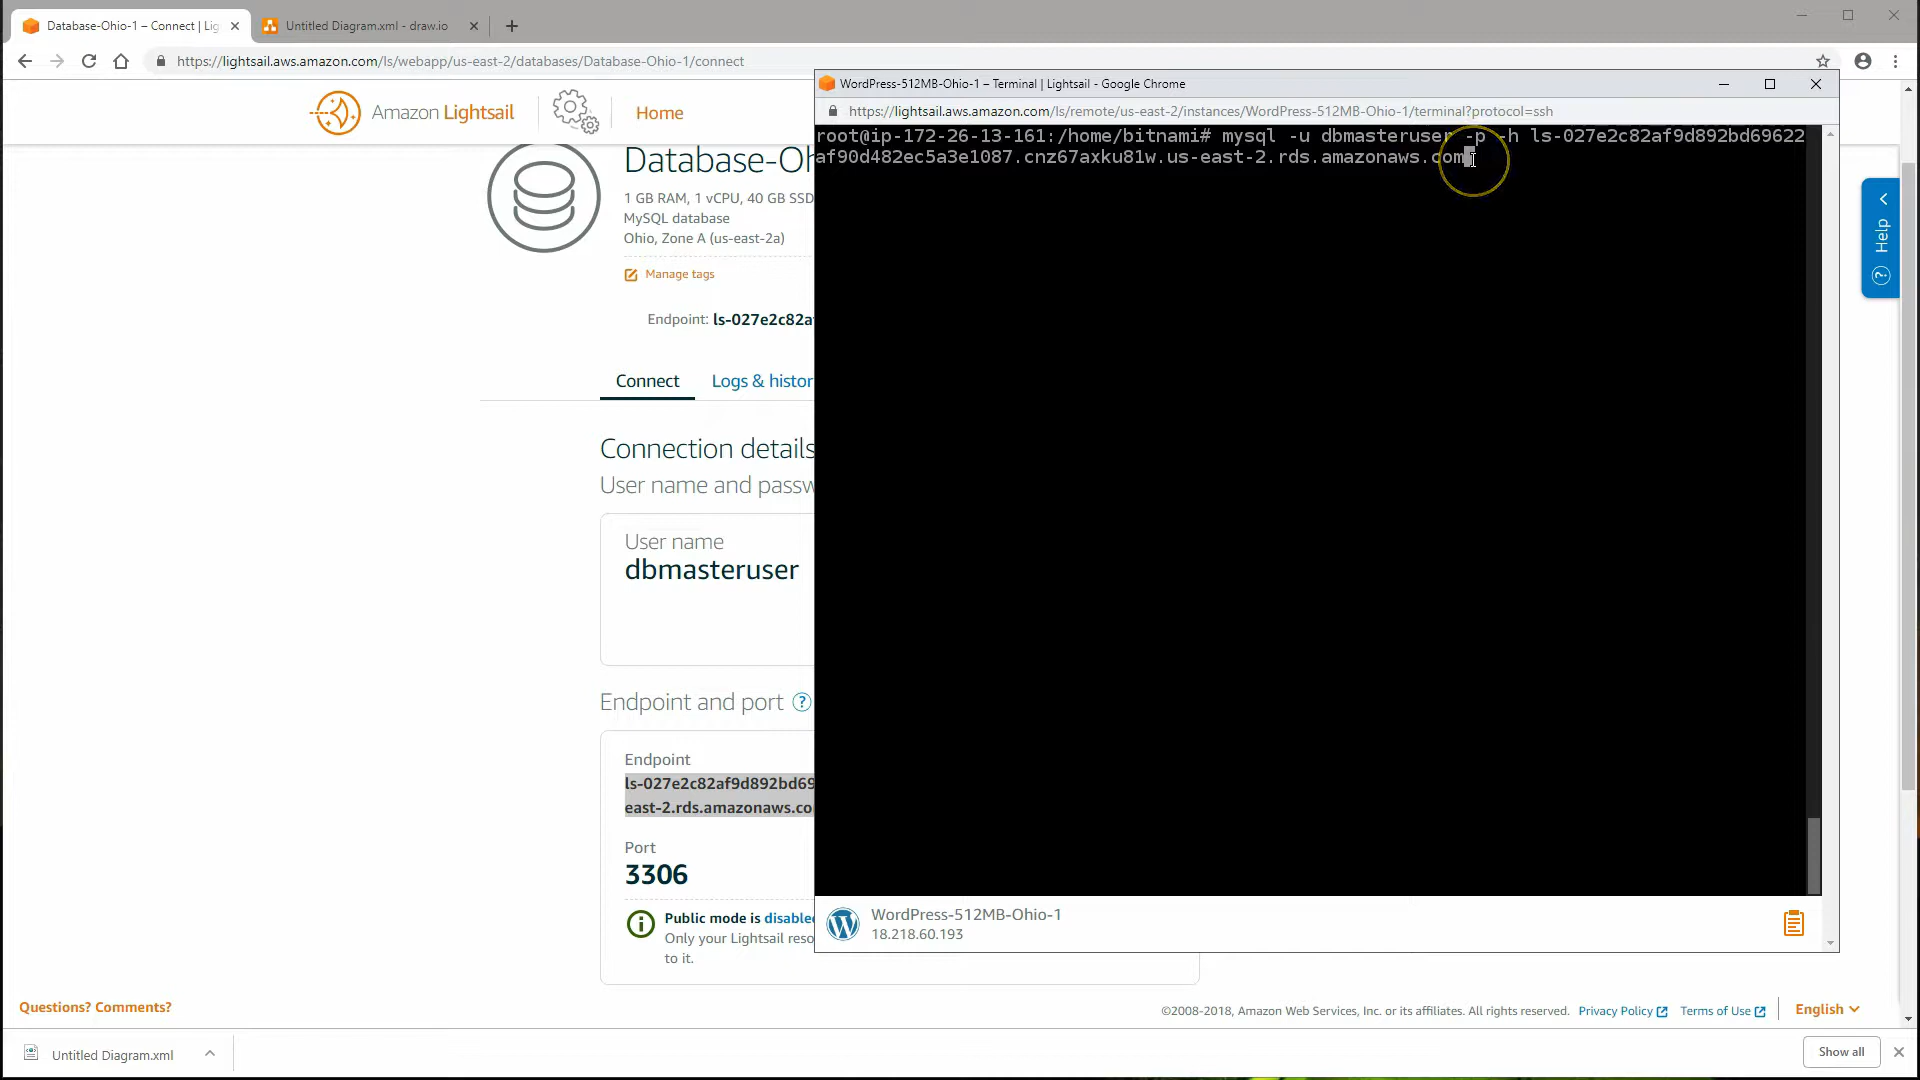 Database-Ohio-1 – Connect | Lig
Untitled Diagram.xml - draw.io
https://lightsail.aws.amazon.com/ls/webapp/us-east-2/databases/Database-Ohio-1/connect
Amazon Lightsail
Home
Database-Oh
1 GB RAM, 1 vCPU, 40 GB SSD
MySQL database
Ohio, Zone A (us-east-2a)
Manage tags
Endpoint: ls-027e2c82a
Connect
Logs & histor
Connection details
User name and passw
User name
dbmasteruser
Endpoint and port ?
Endpoint
ls-027e2c82af9d892bd69
east-2.rds.amazonaws.co
Port
3306
Public mode is disabled
Only your Lightsail reso
to it.
WordPress-512MB-Ohio-1 – Terminal | Lightsail - Google Chrome
https://lightsail.aws.amazon.com/ls/remote/us-east-2/instances/WordPress-512MB-Ohio-1/terminal?protocol=ssh
root@ip-172-26-13-161:/home/bitnami# mysql -u dbmasteruser -p -h ls-027e2c82af9d892bd69622
af90d482ec5a3e1087.cnz67axku81w.us-east-2.rds.amazonaws.com
WordPress-512MB-Ohio-1
18.218.60.193
Help
?
Questions? Comments?
©2008-2018, Amazon Web Services, Inc. or its affiliates. All rights reserved.
Privacy Policy
Terms of Use
English
Untitled Diagram.xml
Show all